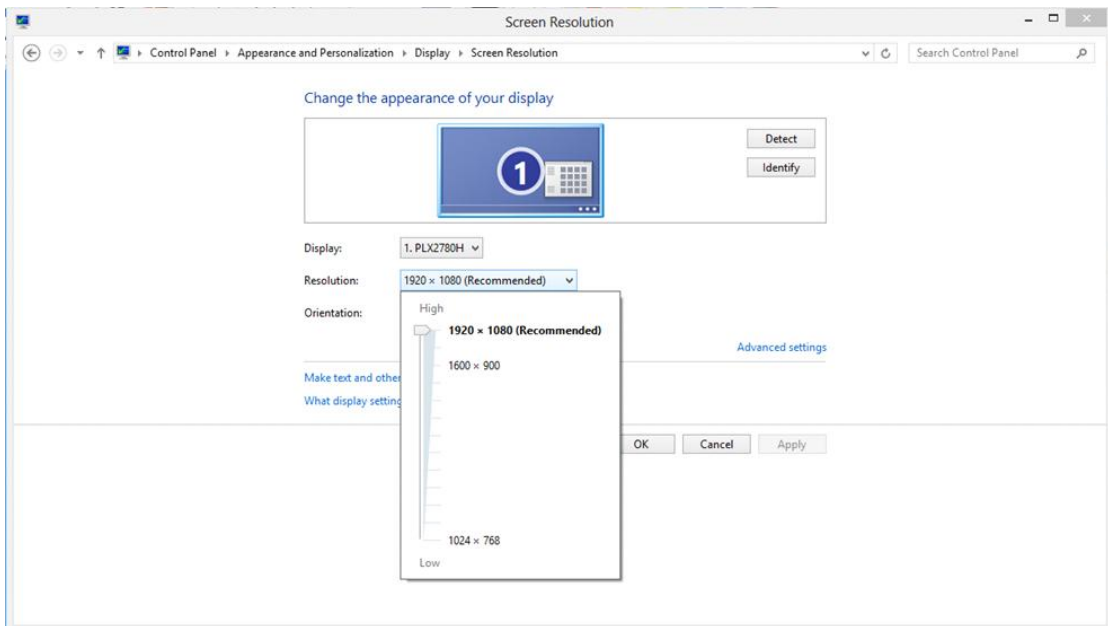 Screen Resolution
Control Panel Appearance and Personalization Display Screen Resolution
Search Control Panel
Change the appearance of your display
1
Detect
Identify
Display: 1. PLX2780H
Resolution: 1920 × 1080 (Recommended)
Orientation:
High
1920 × 1080 (Recommended)
1600 × 900
1024 × 768
Low
Advanced settings
Make text and other
What display setting
OK Cancel Apply